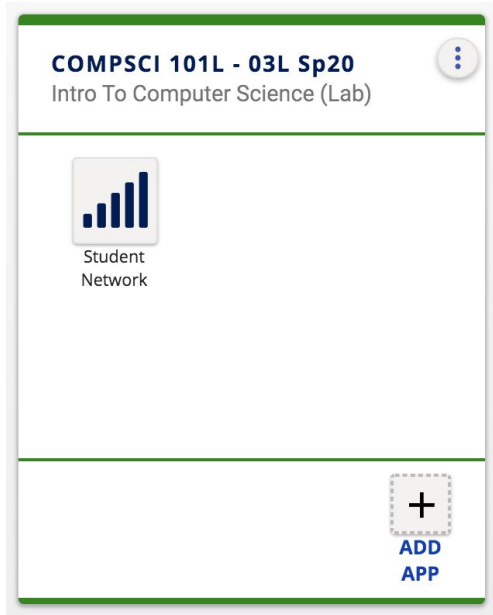 COMPSCI 101L - 03L Sp20
Intro To Computer Science (Lab)
Student
Network
ADD
APP